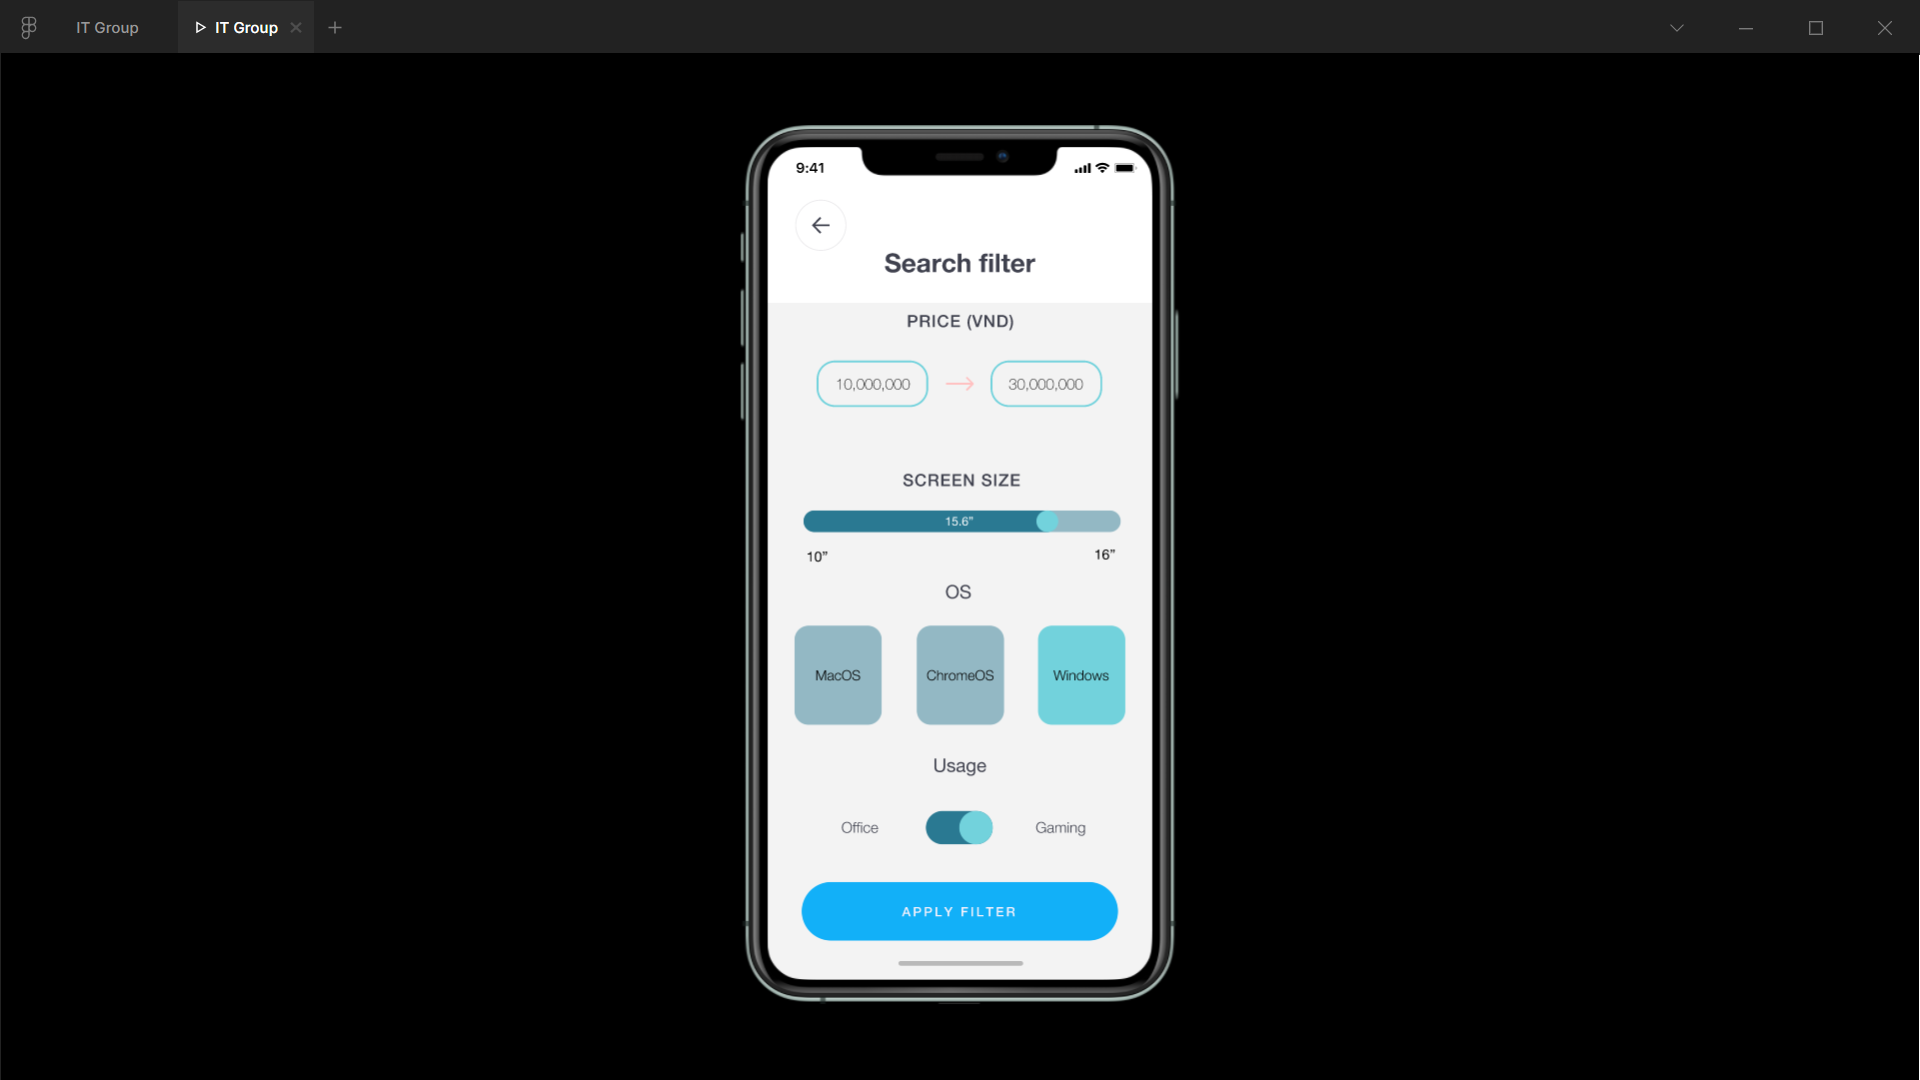 IT Group
IT Group
9:41
Search filter
PRICE (VND)
10,000,000
30,000,000
SCREEN SIZE
15.6”
10”
16”
OS
MacOS
ChromeOS
Windows
Usage
Office
Gaming
APPLY FILTER